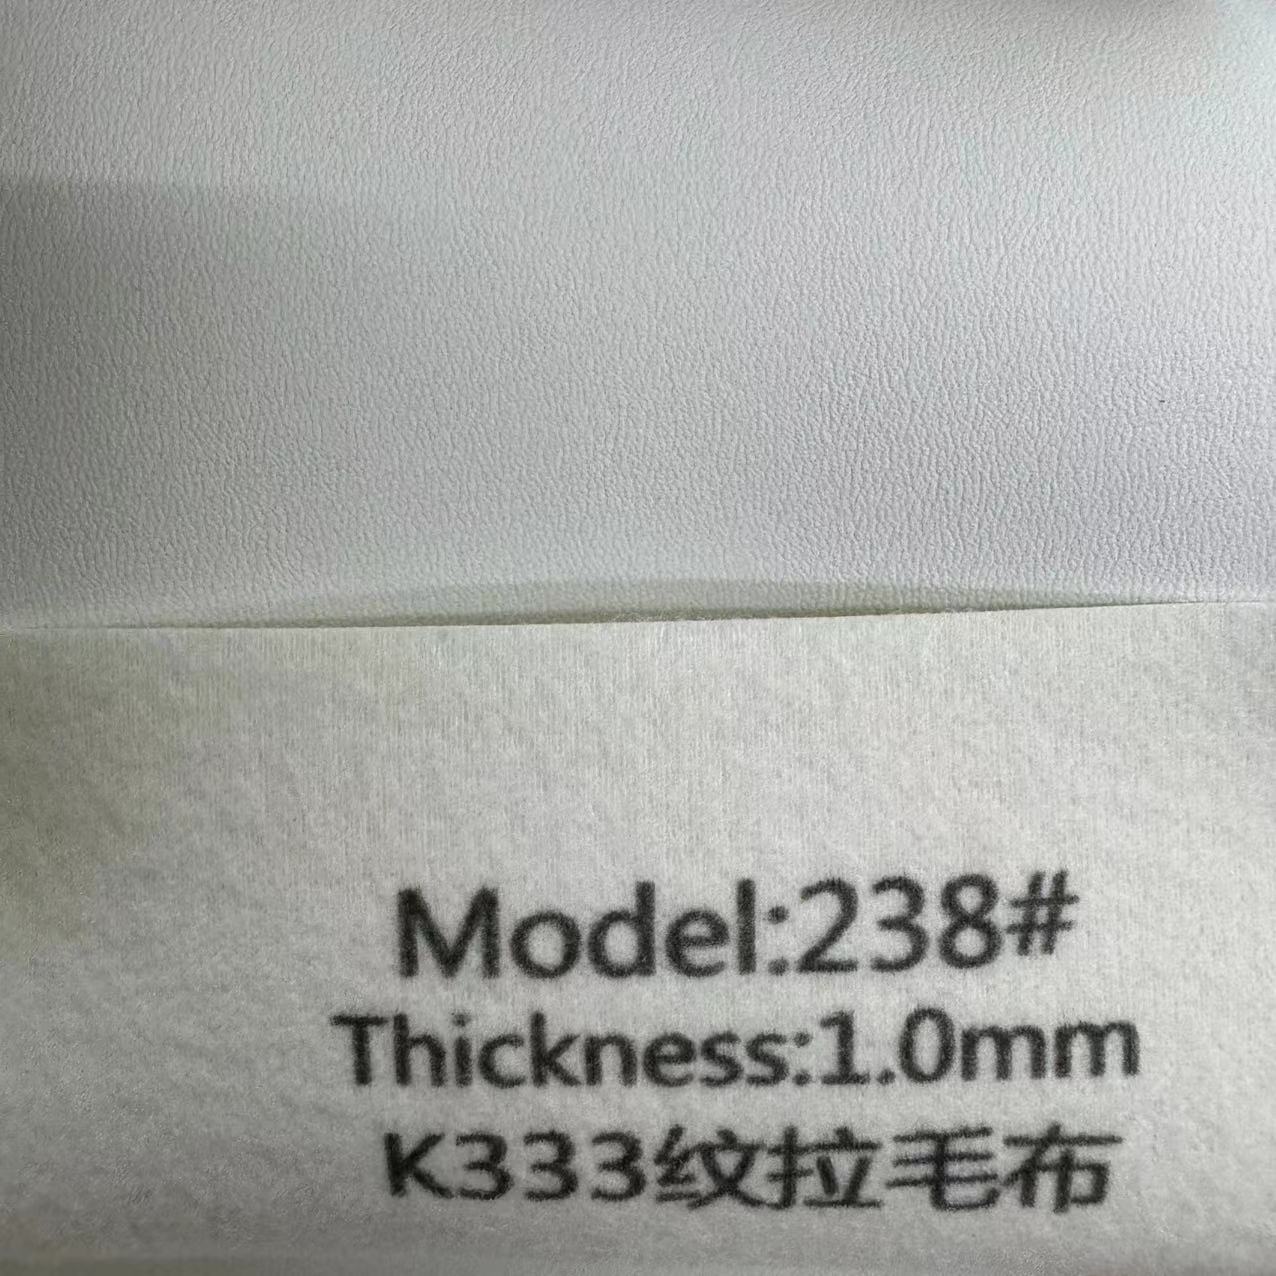 Model:238#
Thickness:1.0mm
K333纹拉毛布